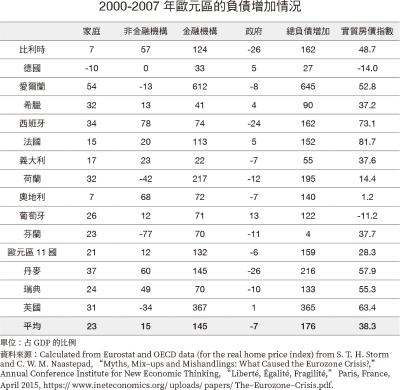 2000-2007 年歐元區的負債增加情況
家庭 非金融機構 金融機構 政府 總負債增加 實質房價指數
比利時 7 57 124 -26 162 48.7
德國 -10 0 33 5 27 -14.0
愛爾蘭 54 -13 612 -8 645 52.8
希臘 32 13 41 4 90 37.2
西班牙 34 78 74 -24 162 73.1
法國 15 20 113 5 152 81.7
義大利 17 23 22 -7 55 37.6
荷蘭 32 -42 217 -12 195 14.4
奧地利 7 68 72 -7 140 1.2
葡萄牙 26 12 71 13 122 -11.2
芬蘭 23 -77 70 -11 4 37.7
歐元區 11 國 21 12 132 -6 159 28.3
丹麥 37 60 145 -26 216 57.9
瑞典 24 49 70 -10 133 55.3
英國 31 -34 367 1 365 63.4
平均 23 15 145 -7 176 38.3
單位：占 GDP 的比例
資料來源：Calculated from Eurostat and OECD data (for the real home price index) from S. T. H. Storm
and C. W. M. Naastepad, “Myths, Mix-ups and Mishandlings: What Caused the Eurozone Crisis?,”
Annual Conference Institute for New Economic Thinking, “Liberté, Égalité, Fragilité,” Paris, France,
April 2015, https://www.ineteconomics.org/ uploads/ papers/ The-Eurozone-Crisis.pdf.